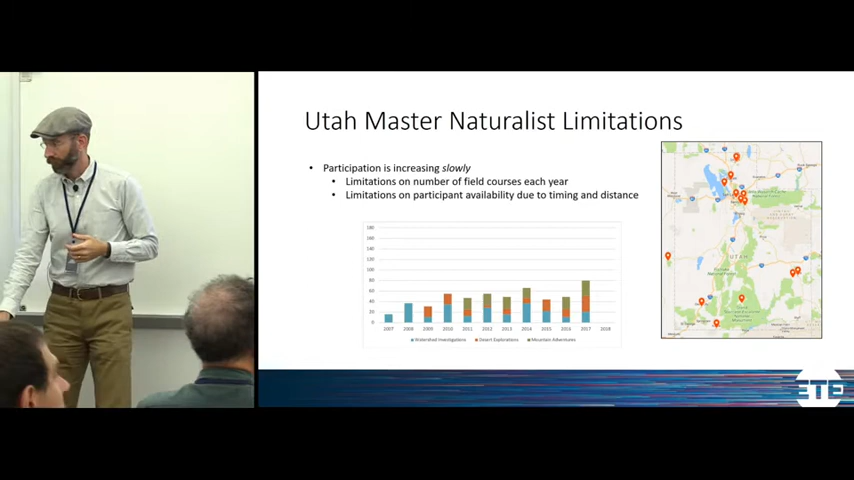 Utah Master Naturalist Limitations
• Participation is increasing slowly
• Limitations on number of field courses each year
• Limitations on participant availability due to timing and distance
180
160
140
120
100
80
60
40
20
0
2007 2008 2009 2010 2011 2012 2013 2014 2015 2016 2017 2018
Watershed Investigations Desert Explorations Mountain Adventures
UTAH
ETE